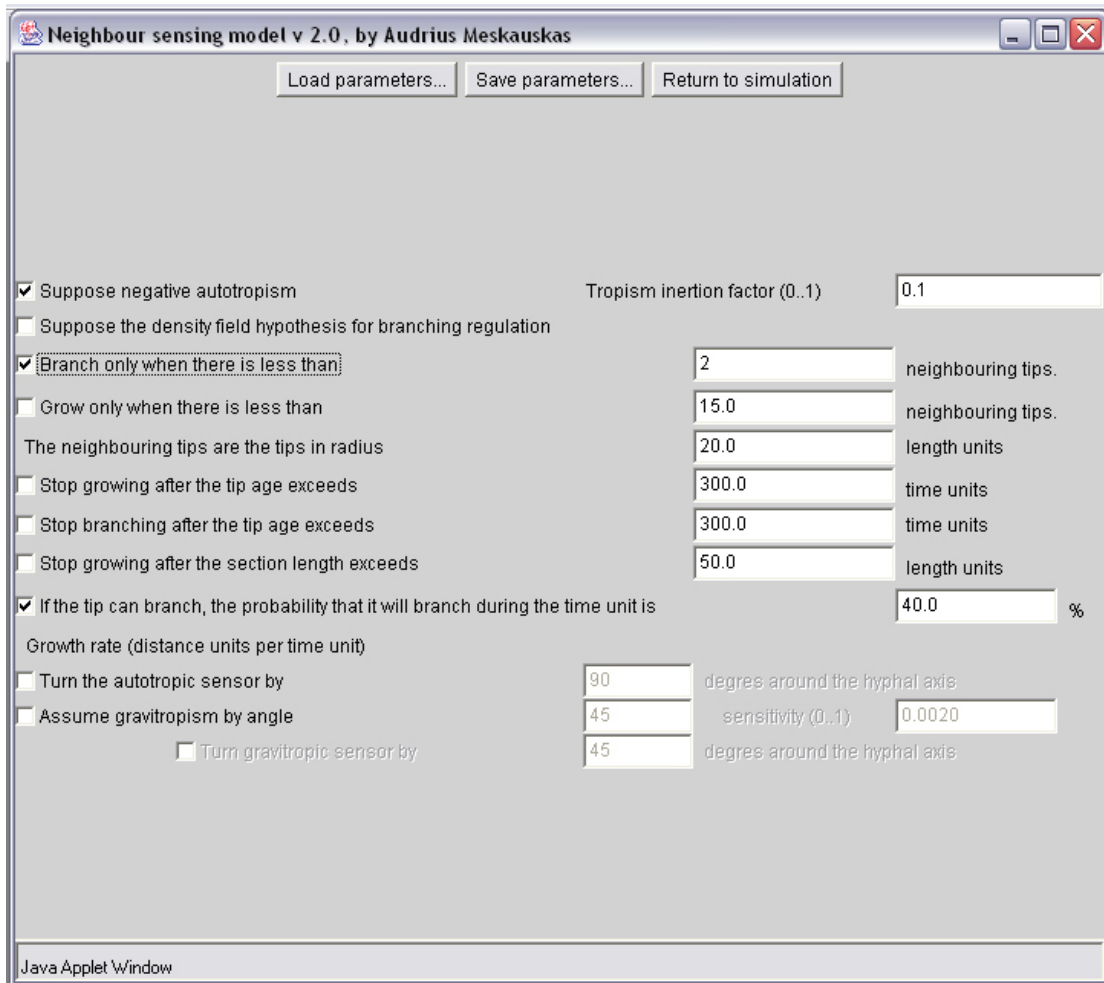 Neighbour sensing model v 2.0, by Audrius Meskauskas
Load parameters... Save parameters... Return to simulation
Suppose negative autotropism Tropism inertion factor (0..1) 0.1
Suppose the density field hypothesis for branching regulation
Branch only when there is less than 2 neighbouring tips.
Grow only when there is less than 15.0 neighbouring tips.
The neighbouring tips are the tips in radius 20.0 length units
Stop growing after the tip age exceeds 300.0 time units
Stop branching after the tip age exceeds 300.0 time units
Stop growing after the section length exceeds 50.0 length units
If the tip can branch, the probability that it will branch during the time unit is 40.0 %
Growth rate (distance units per time unit)
Turn the autotropic sensor by 90 degres around the hyphal axis
Assume gravitropism by angle 45 sensitivity (0..1) 0.0020
Turn gravitropic sensor by 45 degres around the hyphal axis
Java Applet Window